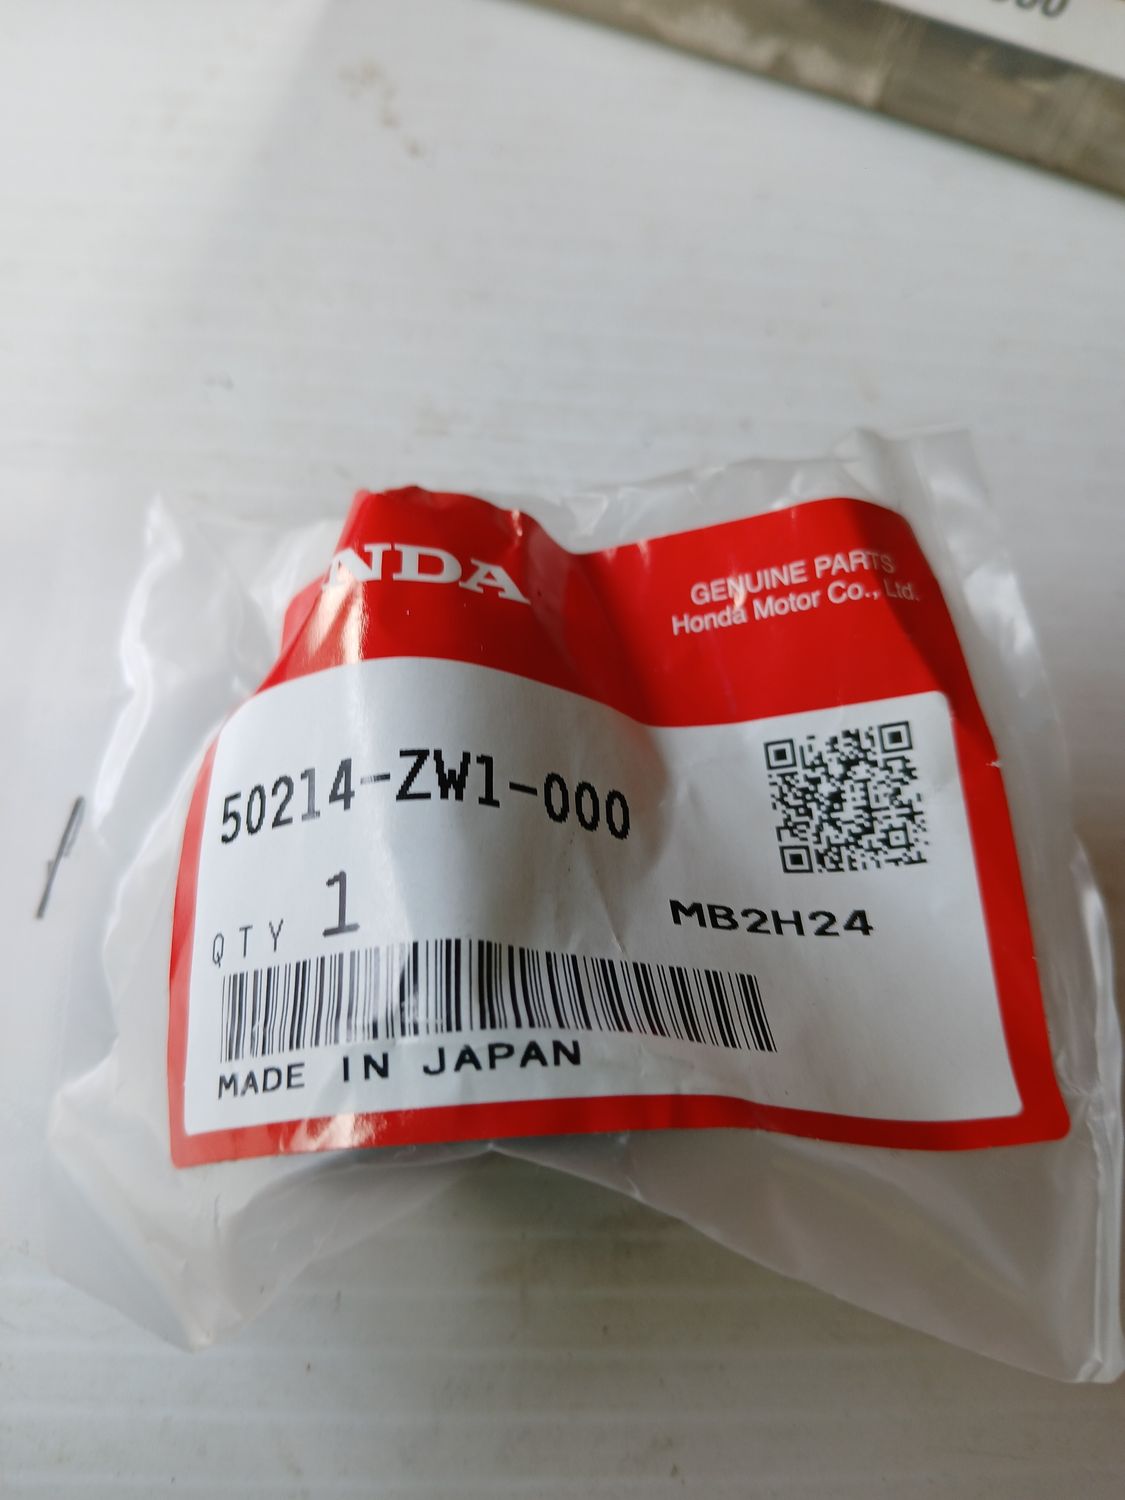 NDA
GENUINE PARTS
Honda Motor Co., Ltd.
50214-ZW1-000
QTY 1
MB2H24
MADE IN JAPAN